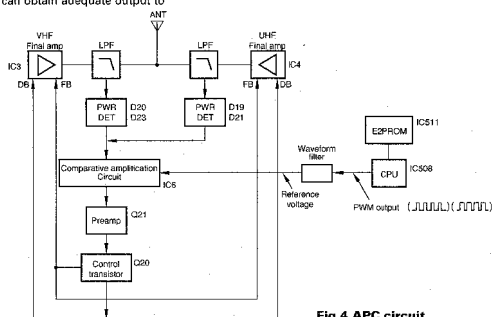 can obtain adequate output to
ANT
VHF
Final amp
LPF
LPF
UHF
Final amp
IC3
IC4
DB
FB
FB
DB
PWR
DET
D20
D23
PWR
DET
D19
D21
E2PROM
IC511
Waveform
filter
CPU
IC508
Comparative amplification
Circuit
IC6
Reference
voltage
PWM output
Preamp
Q21
Control
transistor
Q20
Fig.4 APC circuit